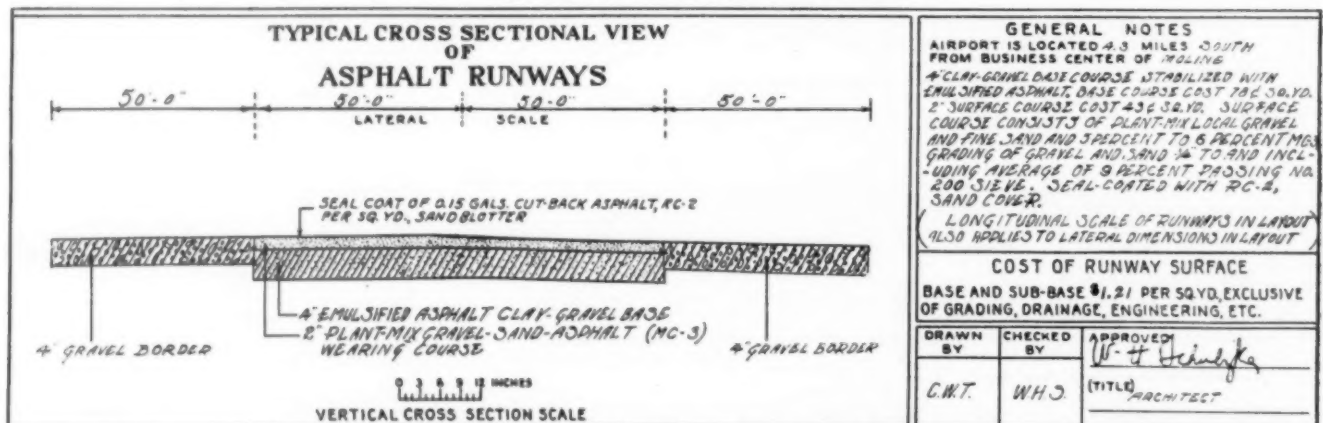 TYPICAL CROSS SECTIONAL VIEW
OF
ASPHALT RUNWAYS
50'-0" 50'-0" 50'-0" 50'-0"
LATERAL SCALE
SEAL COAT OF 0.15 GALS. CUT-BACK ASPHALT, RC-2
PER SQ. YD., SAND BLOTTER
4" EMULSIFIED ASPHALT CLAY-GRAVEL BASE
2" PLANT-MIX GRAVEL-SAND-ASPHALT (MC-3)
WEARING COURSE
4" GRAVEL BORDER
4" GRAVEL BORDER
0 3 6 9 12 INCHES
VERTICAL CROSS SECTION SCALE
GENERAL NOTES
AIRPORT IS LOCATED 4.3 MILES SOUTH
FROM BUSINESS CENTER OF MOLINE
4" CLAY-GRAVEL BASE COURSE STABILIZED WITH
EMULSIFIED ASPHALT, BASE COURSE COST 78¢ SQ. YD.
2" SURFACE COURSE COST 43¢ SQ. YD. SURFACE
COURSE CONSISTS OF PLANT-MIX LOCAL GRAVEL
AND FINE SAND AND 5 PERCENT TO 6 PERCENT MC3
GRADING OF GRAVEL AND SAND TO AND INCL-
-UDING AVERAGE OF 9 PERCENT PASSING NO.
200 SIEVE. SEAL-COATED WITH RC-2,
SAND COVER.
( LONGITUDINAL SCALE OF RUNWAYS IN LAYOUT
ALSO APPLIES TO LATERAL DIMENSIONS IN LAYOUT )
COST OF RUNWAY SURFACE
BASE AND SUB-BASE $1.21 PER SQ.YD., EXCLUSIVE
OF GRADING, DRAINAGE, ENGINEERING, ETC.
DRAWN BY
CHECKED BY
APPROVED
C.W.T.
W.H.S.
W. H.
(TITLE) ARCHITECT